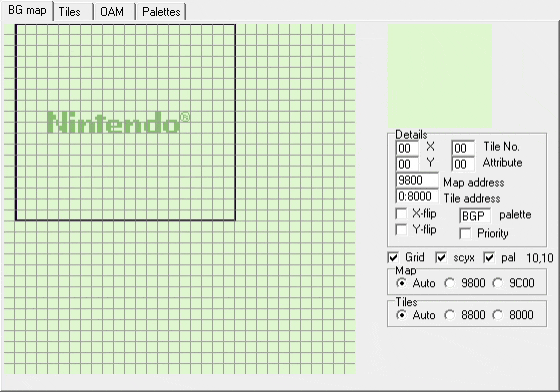 BG map Tiles OAM Palettes
Nintendo®
Details
00 X 00 Tile No.
00 Y 00 Attribute
9800 Map address
0:8000 Tile address
X-flip BGP palette
Y-flip Priority
Grid scyx pal 10,10
Map
Auto 9800 9C00
Tiles
Auto 8800 8000